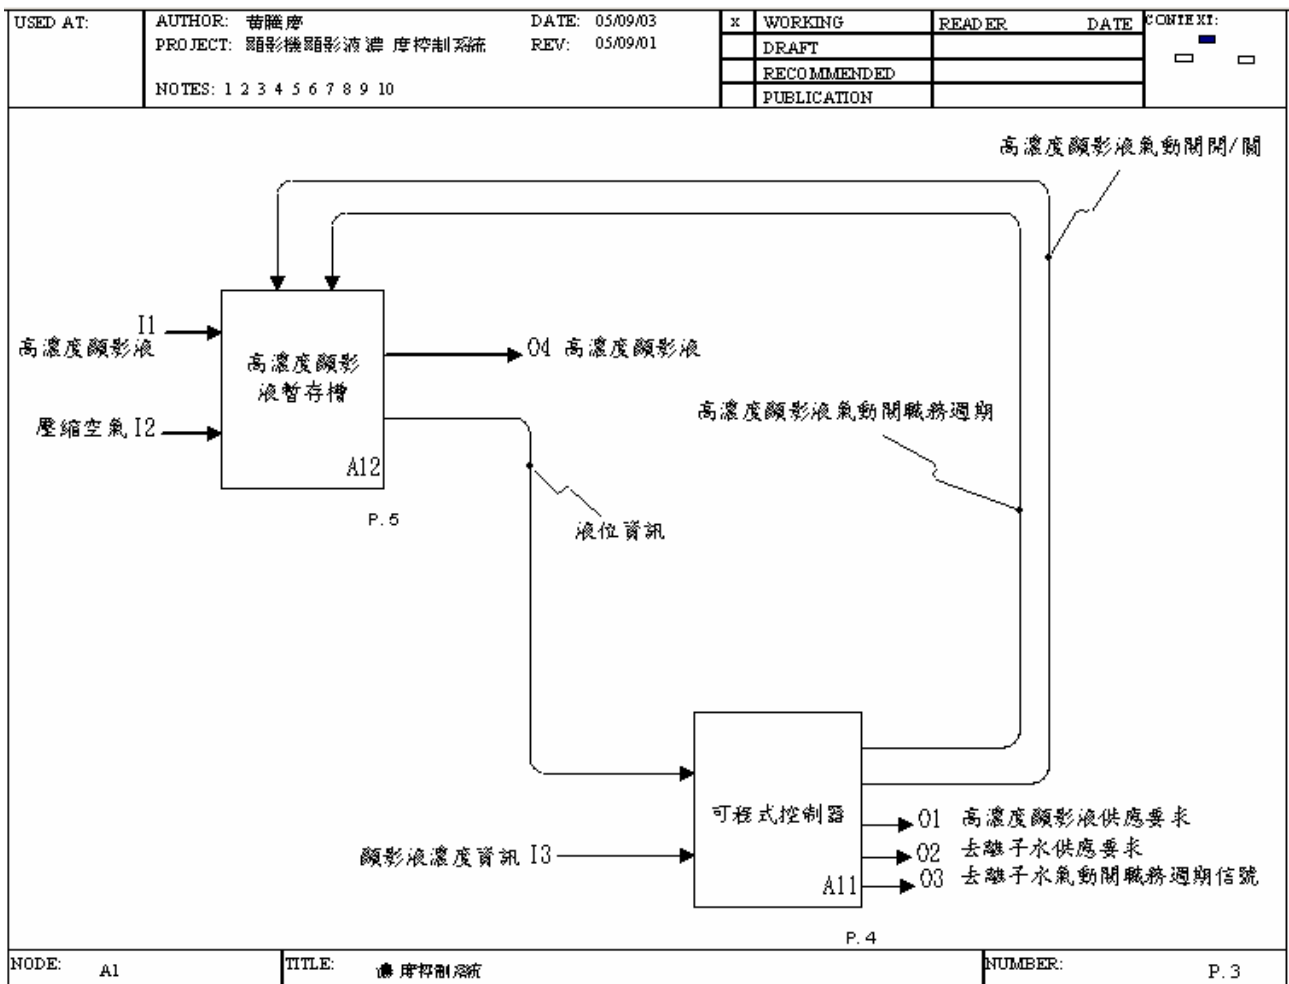 USED AT:
AUTHOR: 黃騰慶
DATE: 05/09/03
PROJECT: 顯影機顯影液濃 度控制系統
REV: 05/09/01
NOTES: 1 2 3 4 5 6 7 8 9 10
x WORKING
DRAFT
RECOMMENDED
PUBLICATION
READER DATE
CONTEXT:
高濃度顯影液氣動閥開/關
I1
高濃度顯影液
壓縮空氣 I2
高濃度顯影
液暫存槽
A12
P.5
O4 高濃度顯影液
高濃度顯影液氣動閥職務週期
液位資訊
顯影液濃度資訊 I3
可程式控制器
A11
P.4
O1 高濃度顯影液供應要求
O2 去離子水供應要求
O3 去離子水氣動閥職務週期信號
NODE: A1
TITLE: 濃 度控制系統
NUMBER: P.3